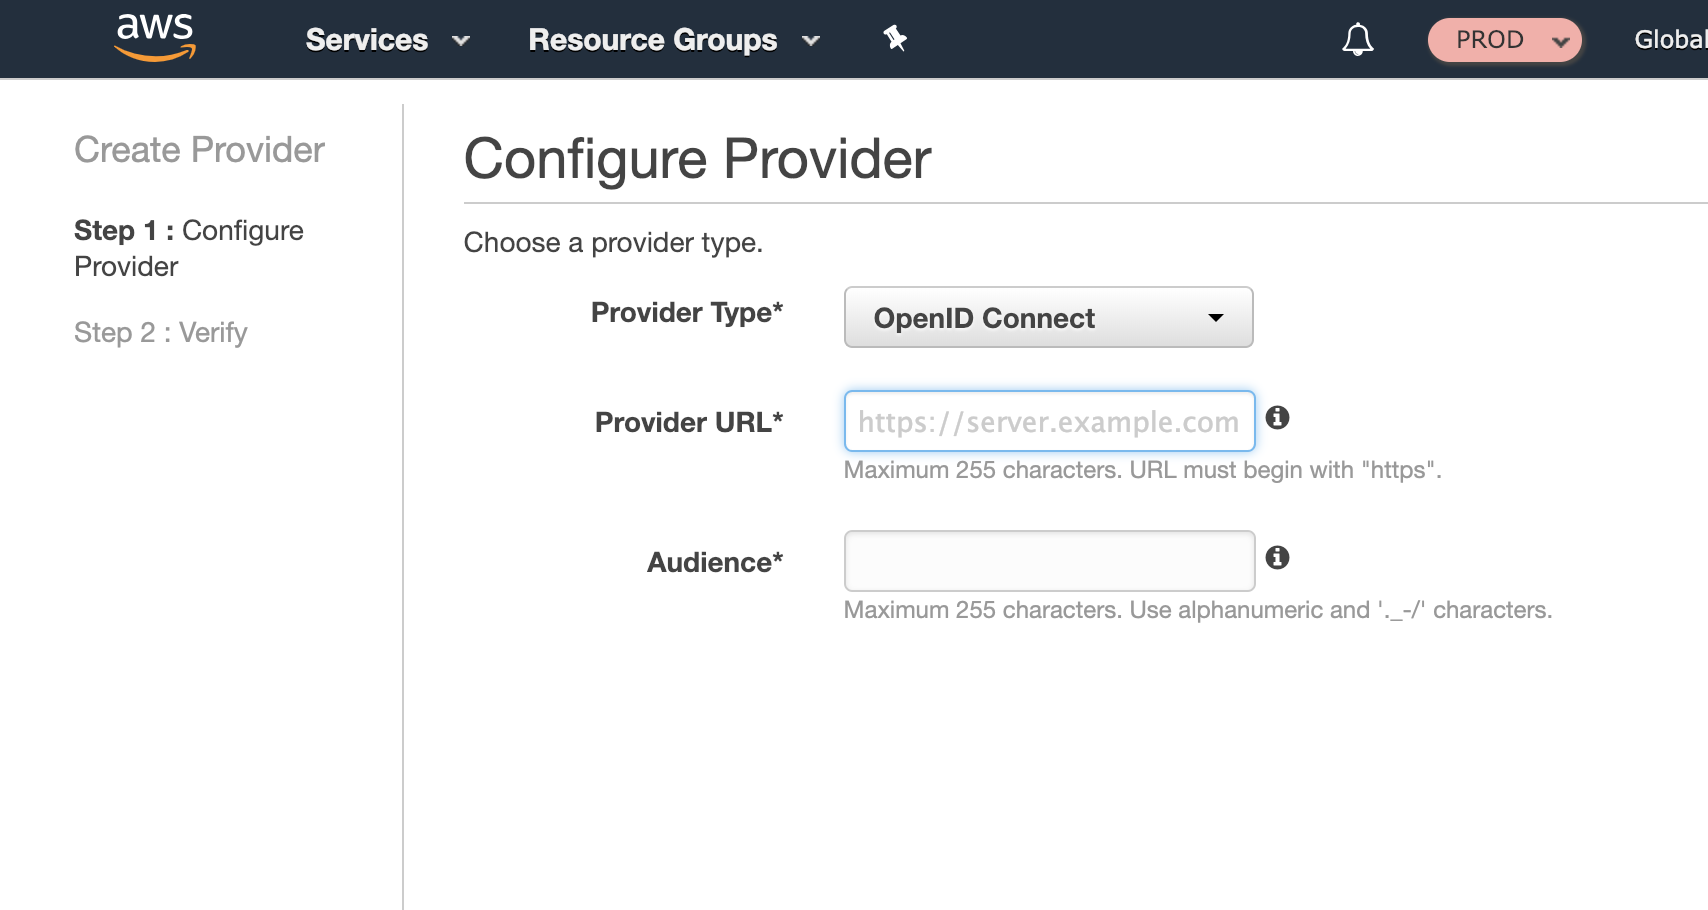 aws Services Resource Groups PROD Global
Create Provider
Step 1 : Configure
Provider
Step 2 : Verify
Configure Provider
Choose a provider type.
Provider Type* OpenID Connect
Provider URL* https://server.example.com
Maximum 255 characters. URL must begin with "https".
Audience*
Maximum 255 characters. Use alphanumeric and '._-/' characters.